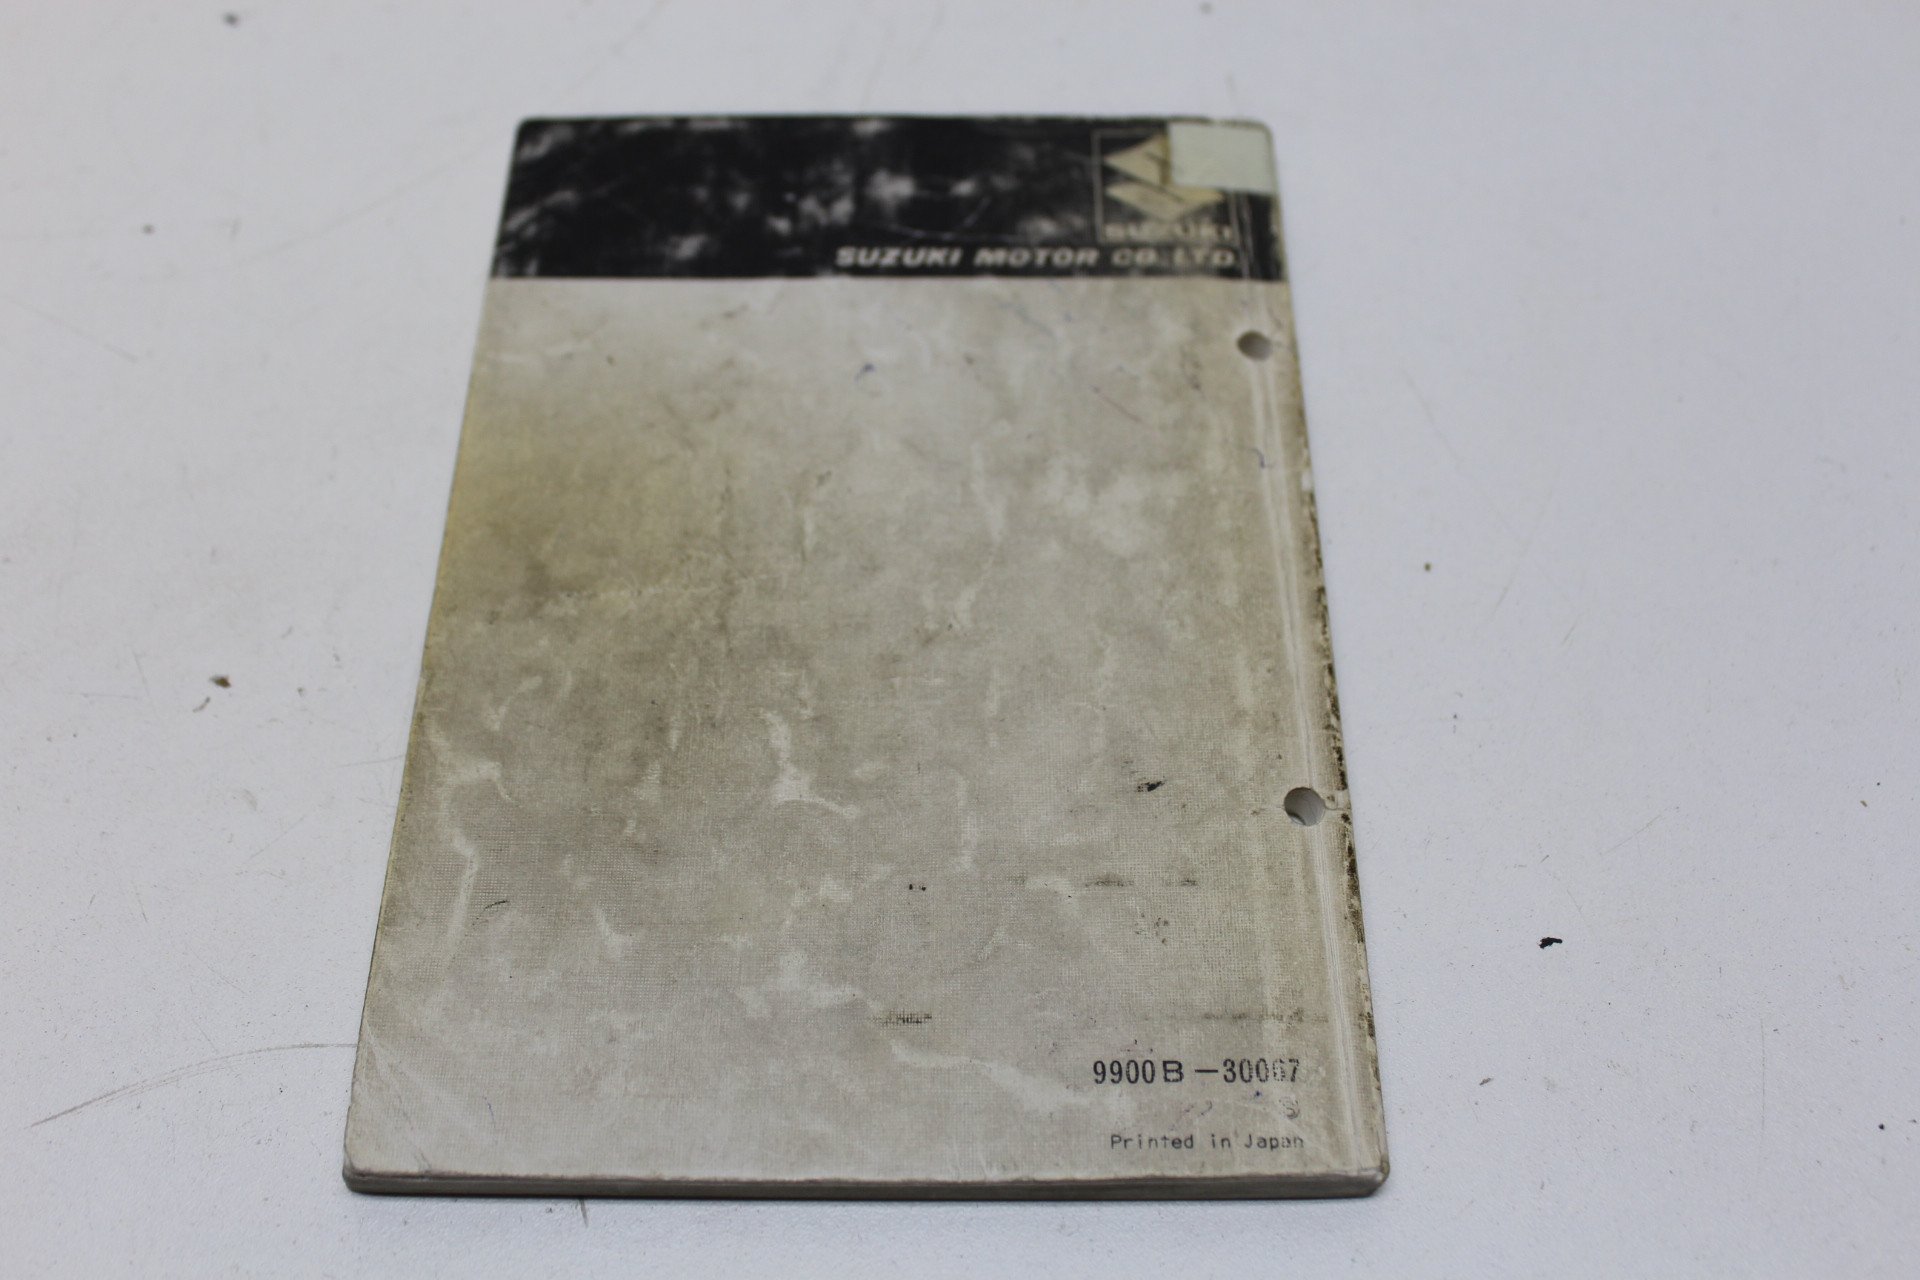 SUZUKI
SUZUKI MOTOR CO.,LTD.
9900B-30067
Printed in Japan